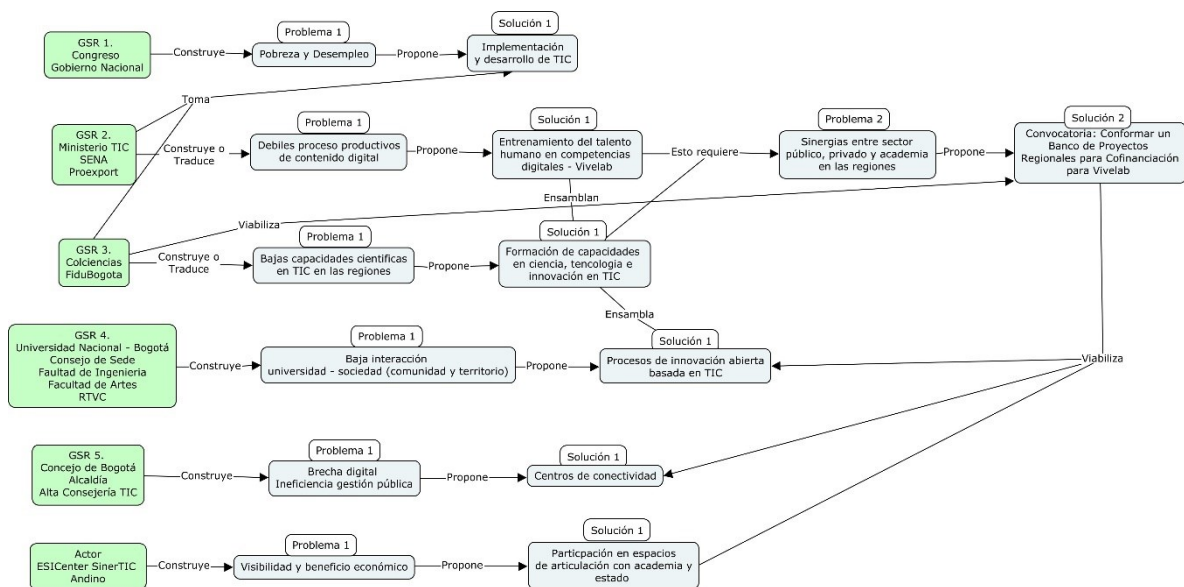 GSR 1.
Congreso
Gobierno Nacional
Construye
Problema 1
Pobreza y Desempleo
Propone
Solución 1
Implementación
y desarrollo de TIC
Toma
GSR 2.
Ministerio TIC
SENA
Proexport
Construye o
Traduce
Problema 1
Debiles proceso productivos
de contenido digital
Propone
Solución 1
Entrenamiento del talento
humano en competencias
digitales - Vivelab
Esto requiere
Problema 2
Sinergias entre sector
público, privado y academia
en las regiones
Propone
Solución 2
Convocatoria: Conformar un
Banco de Proyectos
Regionales para Cofinanciación
para Vivelab
Ensamblan
Viabiliza
GSR 3.
Colciencias
FiduBogota
Construye o
Traduce
Problema 1
Bajas capacidades cientificas
en TIC en las regiones
Propone
Solución 1
Formación de capacidades
en ciencia, tencologia e
innovación en TIC
Ensambla
GSR 4.
Universidad Nacional - Bogotá
Consejo de Sede
Faultad de Ingenieria
Facultad de Artes
RTVC
Construye
Problema 1
Baja interacción
universidad - sociedad (comunidad y territorio)
Propone
Solución 1
Procesos de innovación abierta
basada en TIC
Viabiliza
GSR 5.
Concejo de Bogotá
Alcaldía
Alta Consejería TIC
Construye
Problema 1
Brecha digital
Ineficiencia gestión pública
Propone
Solución 1
Centros de conectividad
Actor
ESICenter SinerTIC
Andino
Construye
Problema 1
Visibilidad y beneficio económico
Propone
Solución 1
Particpación en espacios
de articulación con academia y
estado